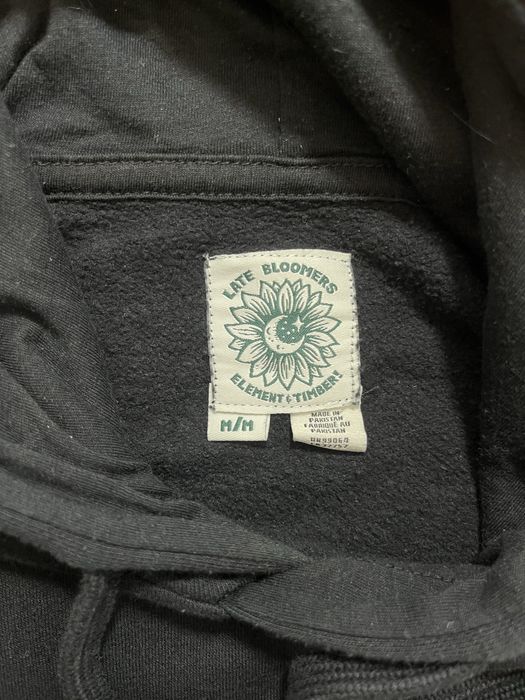 LATE BLOOMERS
ELEMENT & TIMBER!
M/M
MADE IN
PAKISTAN
FABRIQUÉ AU
PAKISTAN